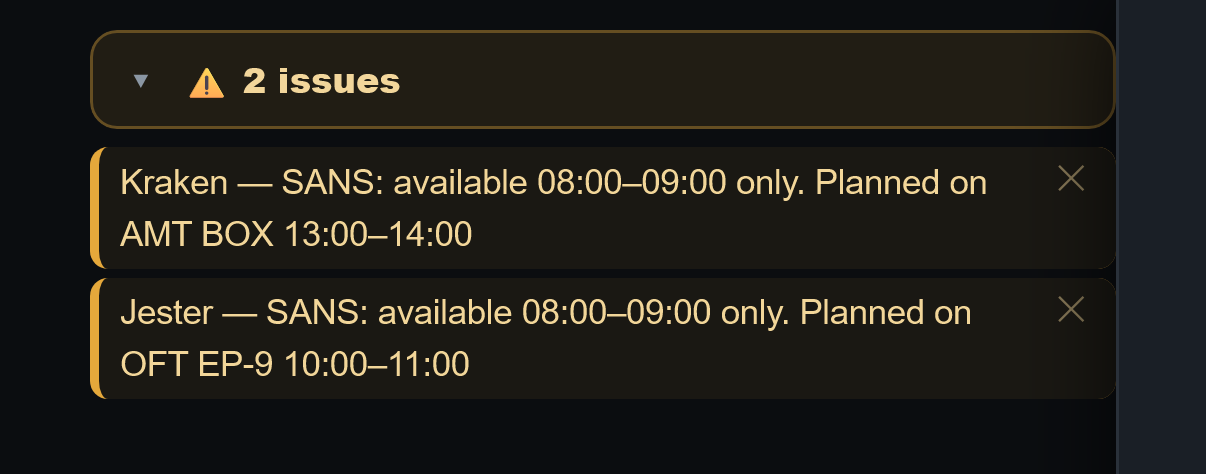 ▼ ⚠️ 2 issues
Kraken — SANS: available 08:00–09:00 only. Planned on
AMT BOX 13:00–14:00
Jester — SANS: available 08:00–09:00 only. Planned on
OFT EP-9 10:00–11:00